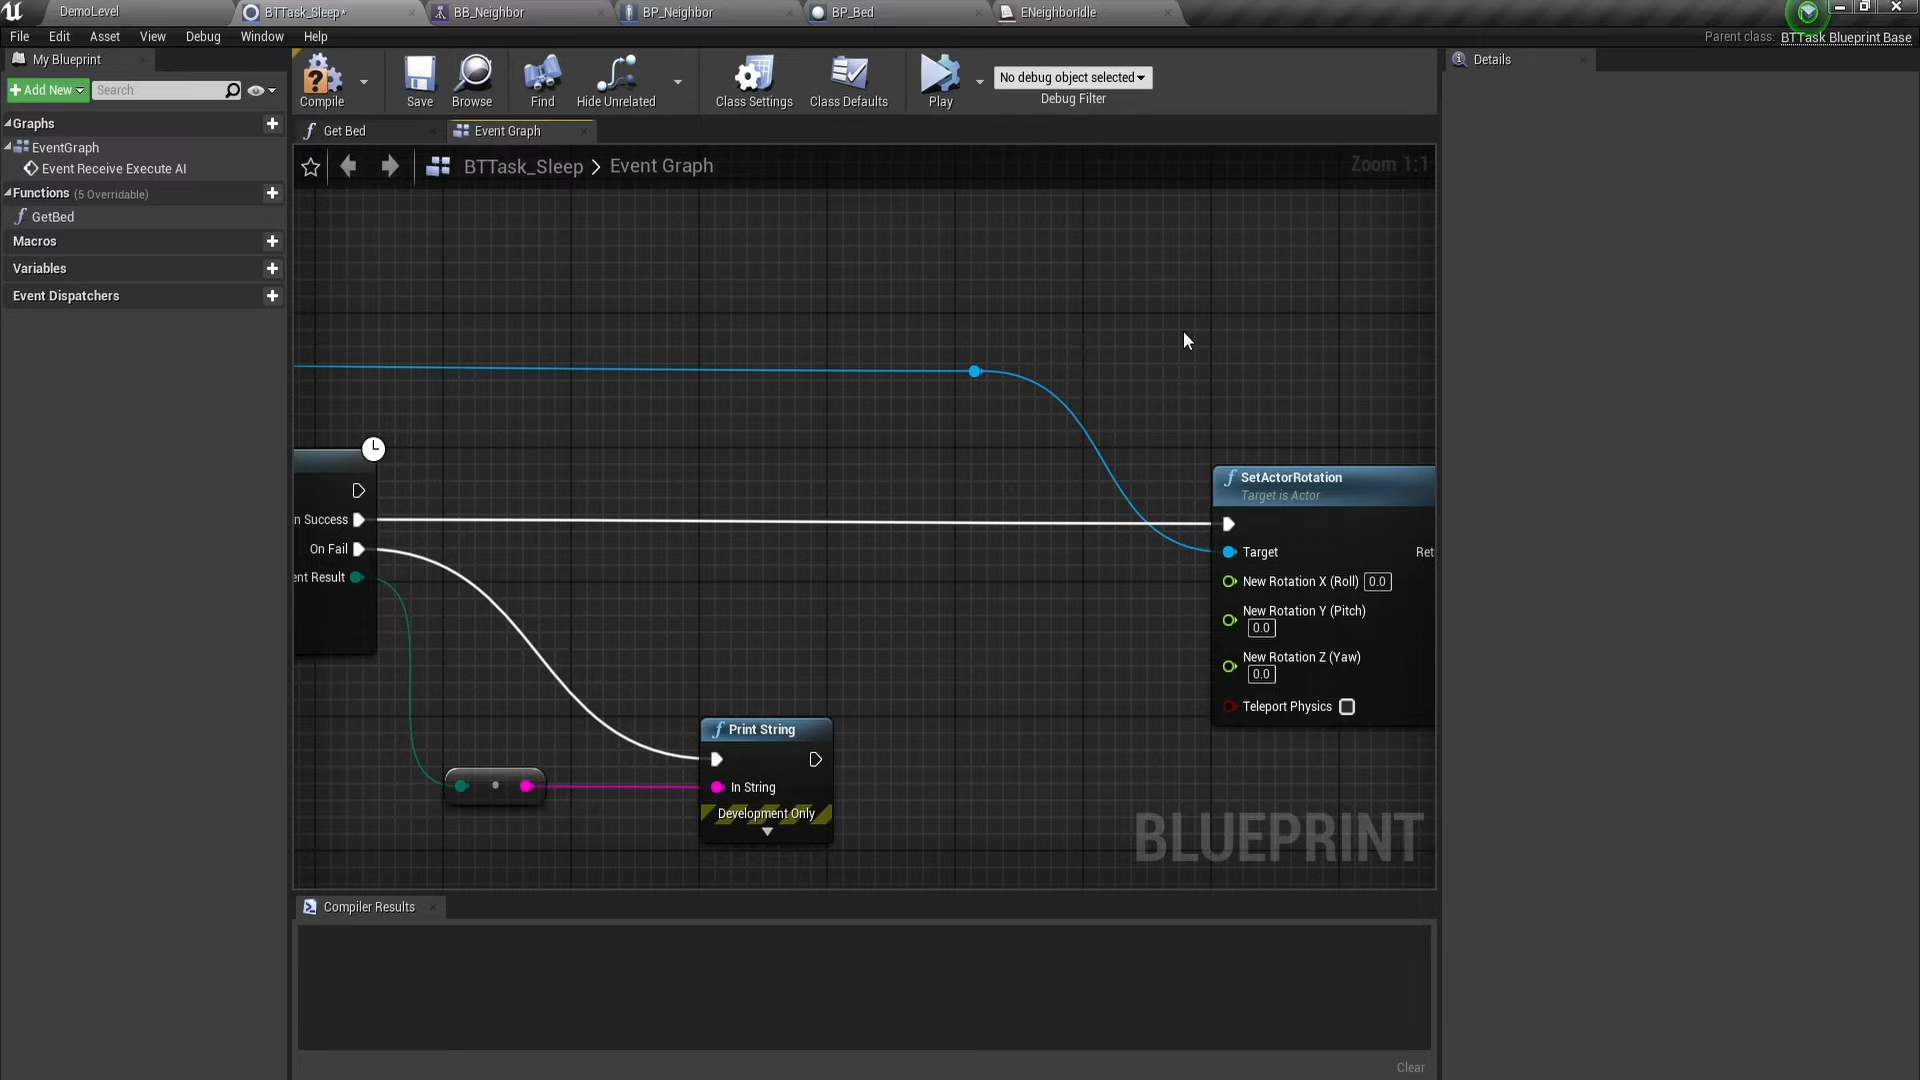 DemoLevel
BTTask_Sleep*
BB_Neighbor
BP_Neighbor
BP_Bed
ENeighborIdle
File
Edit
Asset
View
Debug
Window
Help
Parent class: BTTask Blueprint Base
My Blueprint
Details
Add New
Search
Compile
Save
Browse
Find
Hide Unrelated
Class Settings
Class Defaults
Play
No debug object selected
Debug Filter
Graphs
EventGraph
Event Receive Execute AI
Functions (5 Overridable)
GetBed
Macros
Variables
Event Dispatchers
Get Bed
Event Graph
BTTask_Sleep > Event Graph
Zoom 1:1
n Success
On Fail
ent Result
SetActorRotation
Target is Actor
Target
Ret
New Rotation X (Roll) 0.0
New Rotation Y (Pitch)
0.0
New Rotation Z (Yaw)
0.0
Teleport Physics
Print String
In String
Development Only
BLUEPRINT
Compiler Results
Clear